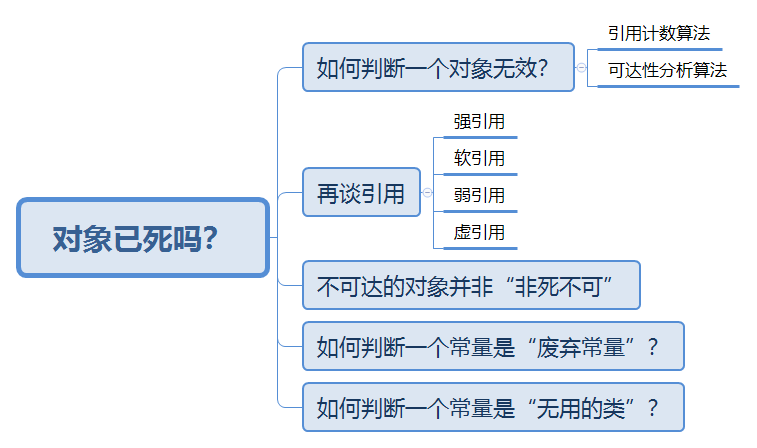 对象已死吗？
如何判断一个对象无效？
引用计数算法
可达性分析算法
再谈引用
强引用
软引用
弱引用
虚引用
不可达的对象并非“非死不可”
如何判断一个常量是“废弃常量”？
如何判断一个常量是“无用的类”？